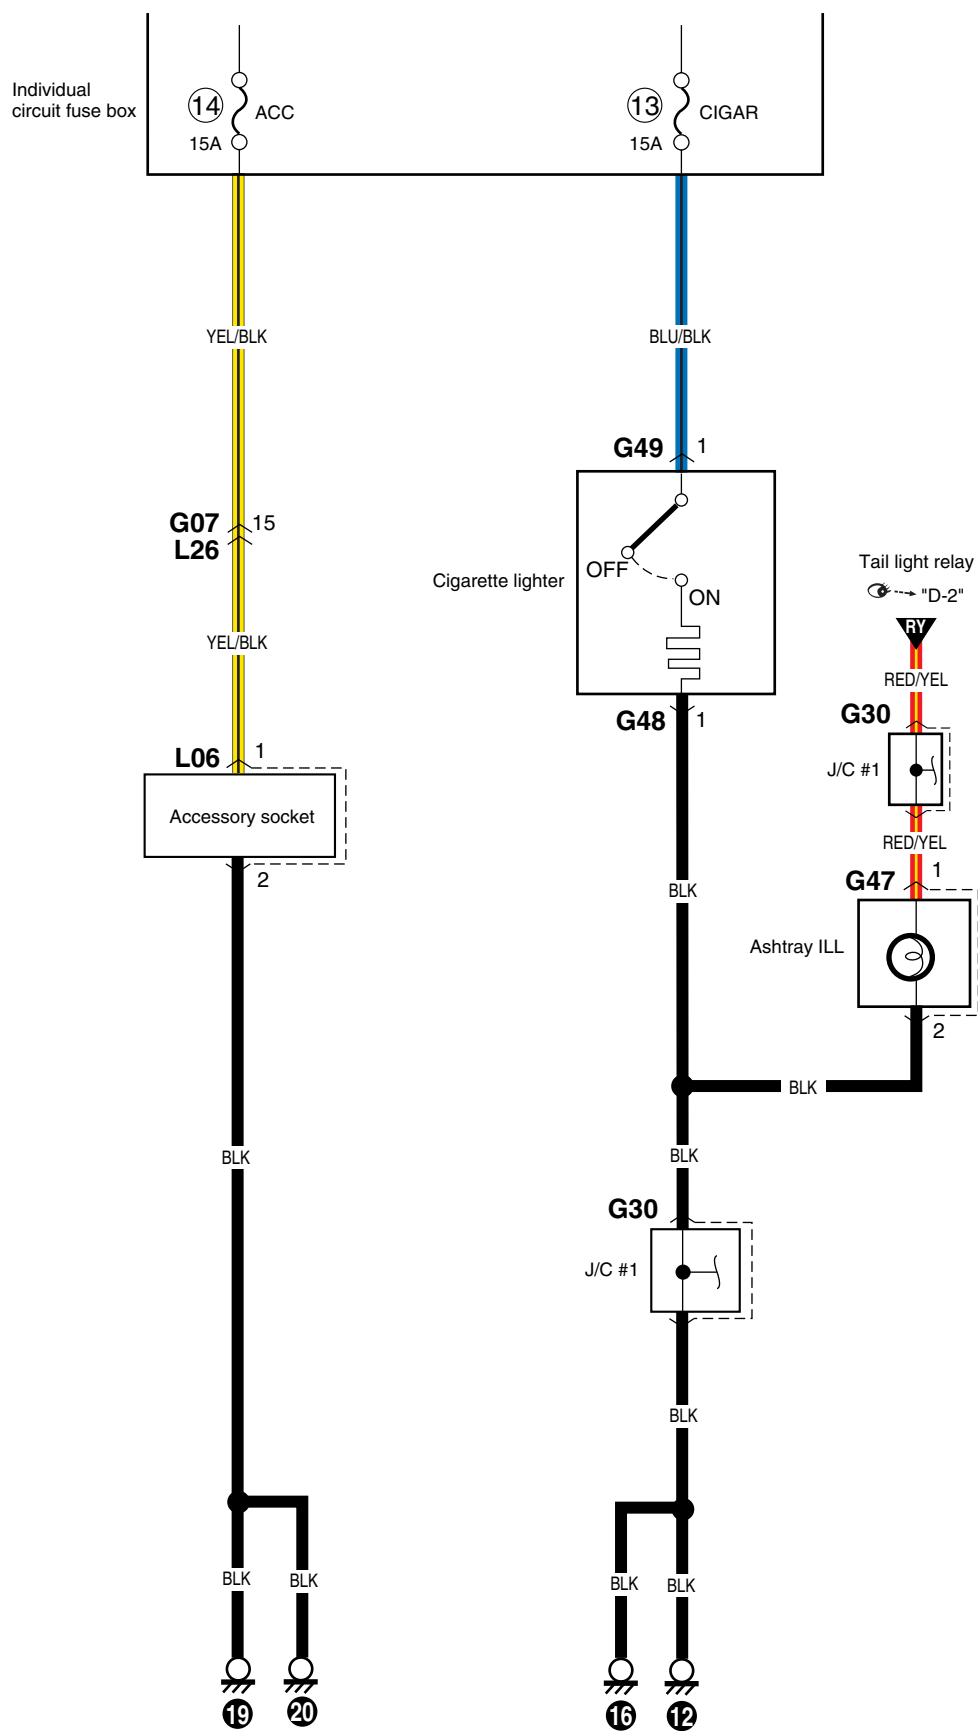 Individual
circuit fuse box
14
ACC
15A
13
CIGAR
15A
YEL/BLK
BLU/BLK
G49
1
G07
15
L26
OFF
ON
Cigarette lighter
Tail light relay
"D-2"
RY
YEL/BLK
RED/YEL
G48
1
G30
L06
1
J/C #1
Accessory socket
RED/YEL
2
BLK
G47
1
Ashtray ILL
2
BLK
BLK
BLK
G30
J/C #1
BLK
BLK
BLK
BLK
BLK
19
20
16
12